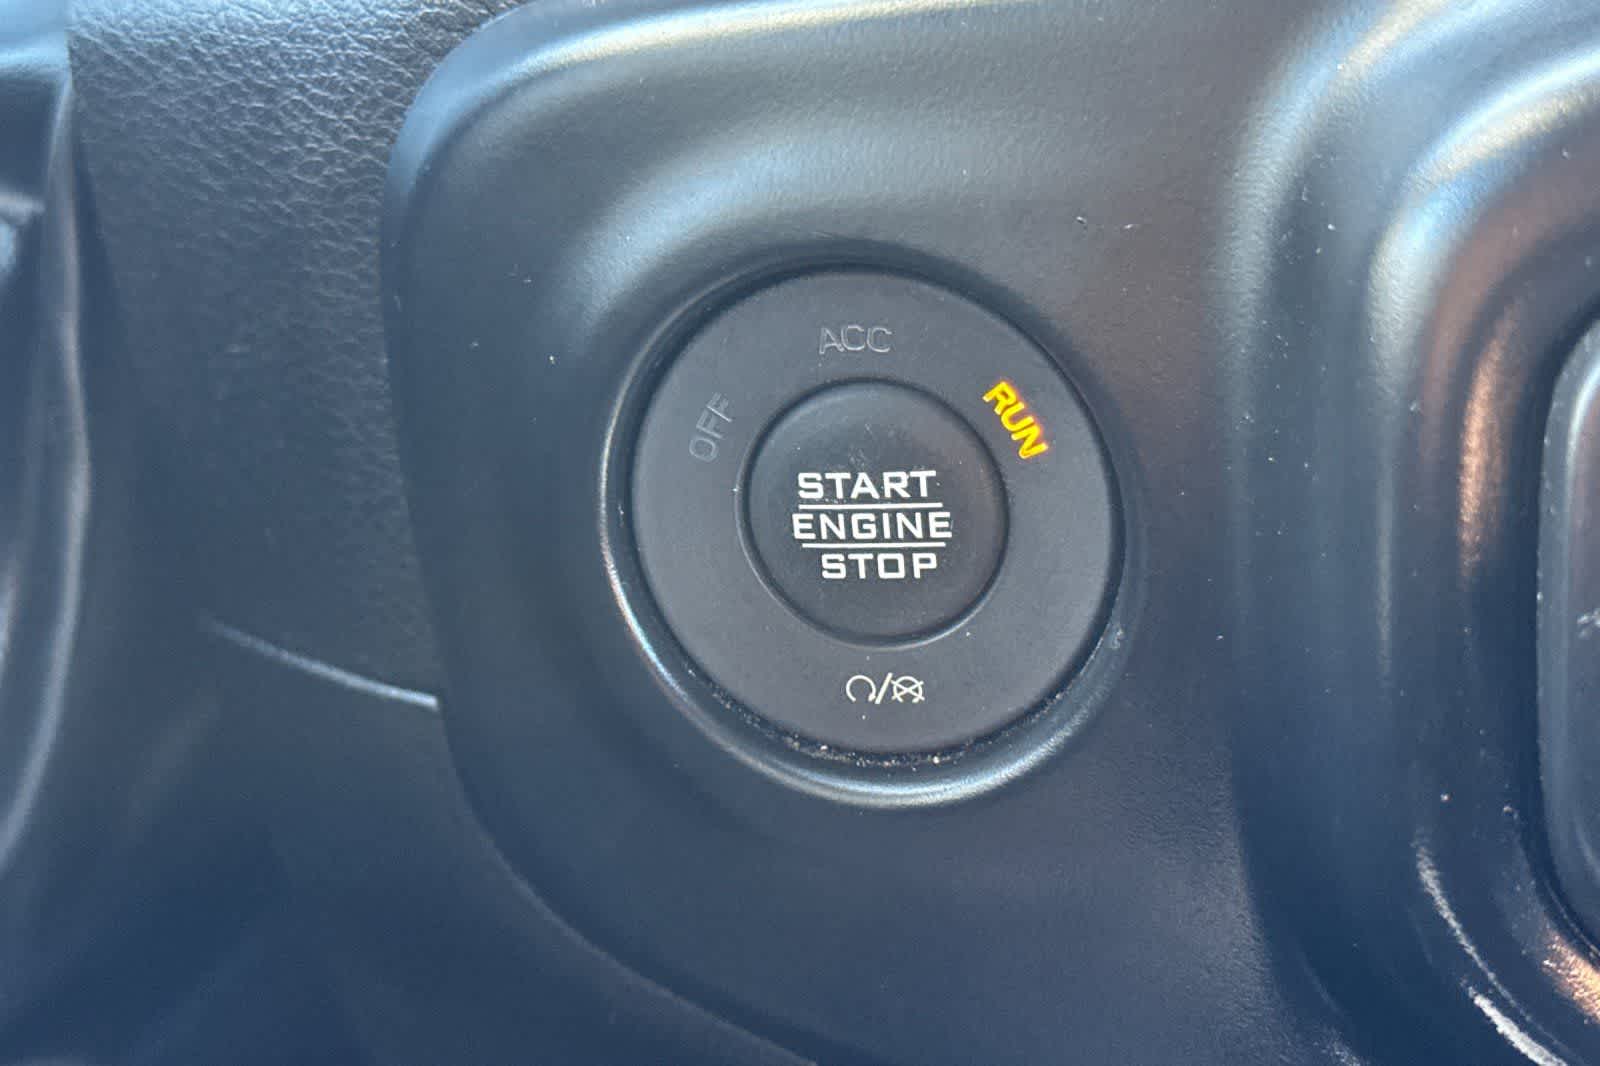 ACC
OFF
RUN
START
ENGINE
STOP